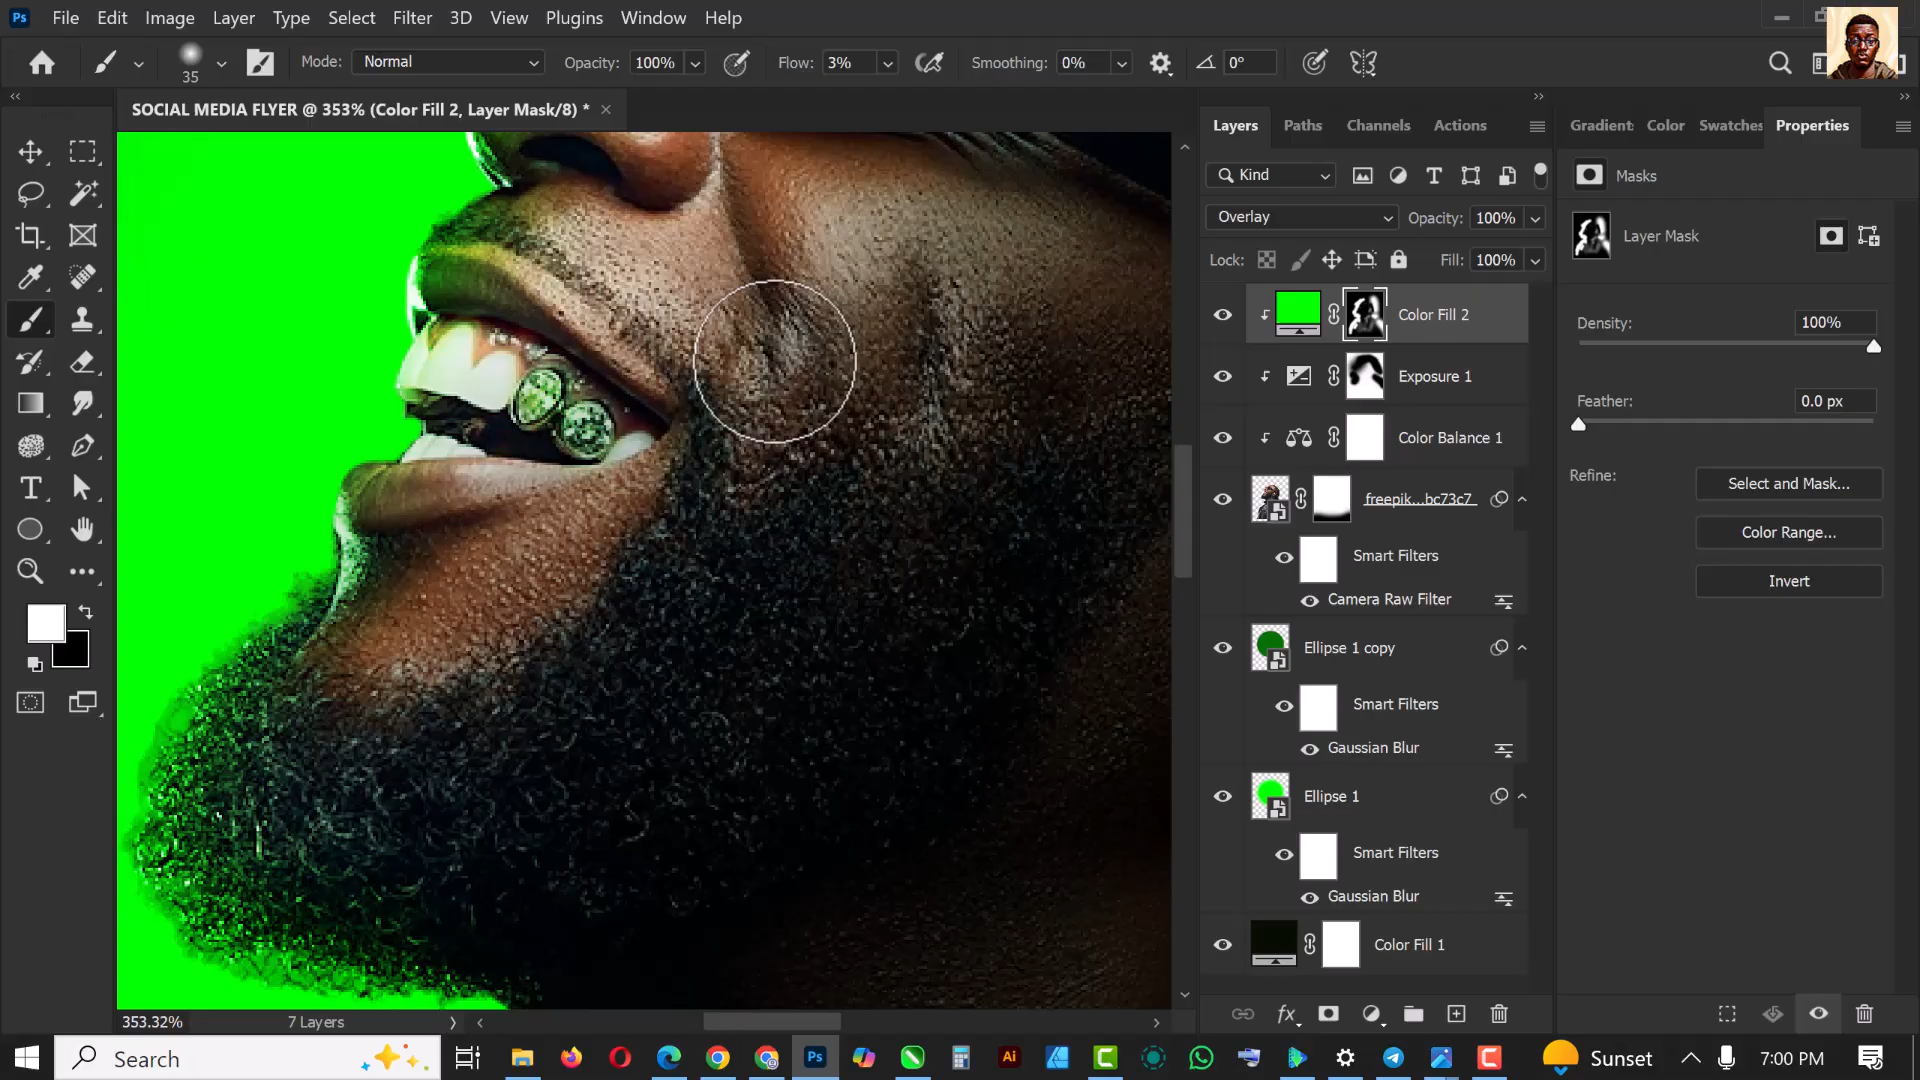 Ps File Edit Image Layer Type Select Filter 3D View Plugins Window Help
35 Mode: Normal Opacity: 100% Flow: 3% Smoothing: 0% 0°
SOCIAL MEDIA FLYER @ 353% (Color Fill 2, Layer Mask/8) *
Layers Paths Channels Actions
Gradient: Color Swatches Properties
Kind
Masks
Overlay Opacity: 100%
Layer Mask
Lock: Fill: 100%
Color Fill 2
Density: 100%
Exposure 1
Feather: 0.0 px
Color Balance 1
Refine: Select and Mask...
freepik...bc73c7
Color Range...
Smart Filters
Invert
Camera Raw Filter
Ellipse 1 copy
Smart Filters
Gaussian Blur
Ellipse 1
Smart Filters
Gaussian Blur
Color Fill 1
353.32% 7 Layers
Search
Ps
Ai
Sunset
7:00 PM